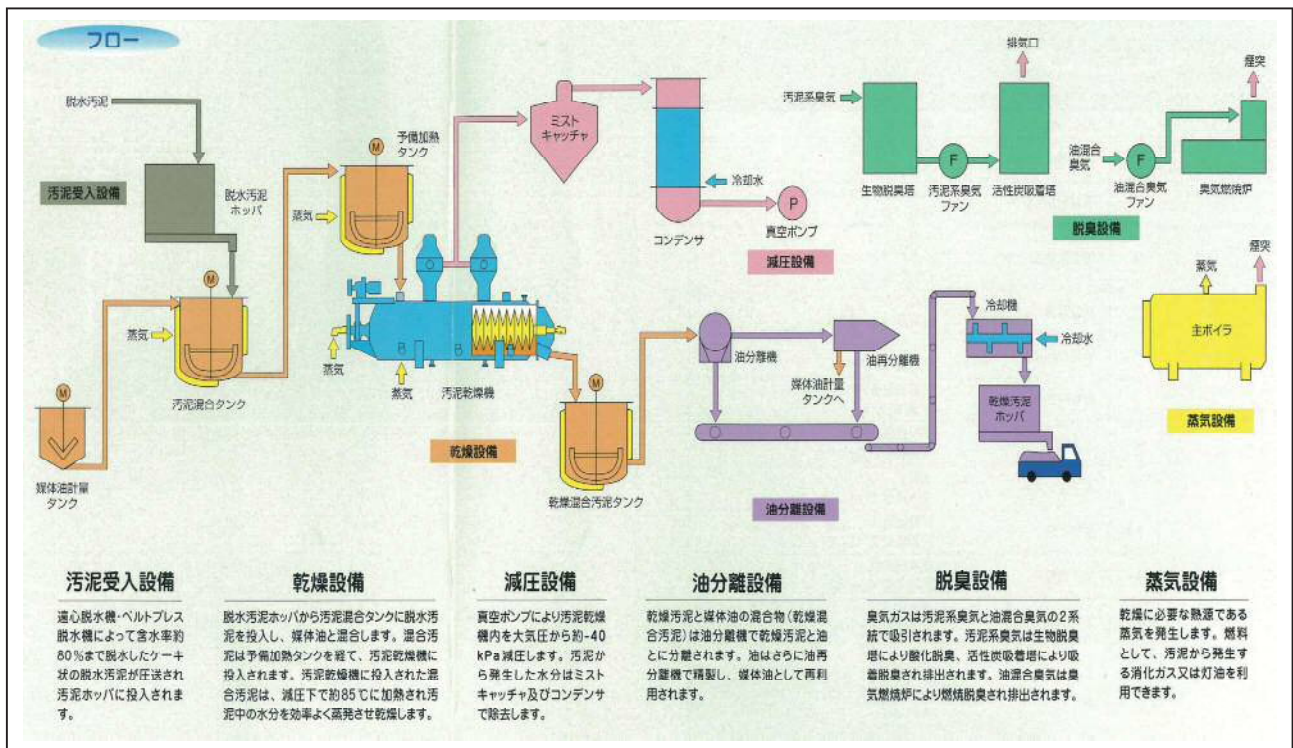 フロー
脱水汚泥
汚泥受入設備
脱水汚泥
ホッパ
M
予備加熱
タンク
蒸気
M
蒸気
汚泥混合タンク
M
媒体油計量
タンク
蒸気
蒸気
汚泥乾燥機
乾燥設備
ミスト
キャッチャ
冷却水
コンデンサ
P
真空ポンプ
減圧設備
汚泥系臭気
生物脱臭塔
F
汚泥系臭気
ファン
排気口
活性炭吸着塔
油混合
臭気
F
油混合臭気
ファン
煙突
臭気燃焼炉
脱臭設備
M
乾燥混合汚泥タンク
油分離機
油再分離機
媒体油計量
タンクへ
冷却機
冷却水
乾燥汚泥
ホッパ
油分離設備
蒸気
煙突
主ボイラ
蒸気設備
汚泥受入設備
遠心脱水機・ベルトプレス
脱水機によって含水率約
80%まで脱水したケーキ
状の脱水汚泥が圧送され
汚泥ホッパに投入されま
す。
乾燥設備
脱水汚泥ホッパから汚泥混合タンクに脱水汚
泥を投入し、媒体油と混合します。混合汚
泥は予備加熱タンクを経て、汚泥乾燥機に
投入されます。汚泥乾燥機に投入された混
合汚泥は、減圧下で約85℃に加熱され汚
泥中の水分を効率よく蒸発させ乾燥します。
減圧設備
真空ポンプにより汚泥乾燥
機内を大気圧から約-40
kPa減圧します。汚泥か
ら発生した水分はミスト
キャッチャ及びコンデンサ
で除去します。
油分離設備
乾燥汚泥と媒体油の混合物(乾燥混
合汚泥)は油分離機で乾燥汚泥と油
とに分離されます。油はさらに油再
分離機で精製し、媒体油として再利
用されます。
脱臭設備
臭気ガスは汚泥系臭気と油混合臭気の2系
統で吸引されます。汚泥系臭気は生物脱臭
塔により酸化脱臭、活性炭吸着塔により吸
着脱臭され排出されます。油混合臭気は臭
気燃焼炉により燃焼脱臭され排出されます。
蒸気設備
乾燥に必要な熱源である
蒸気を発生します。燃料
として、汚泥から発生す
る消化ガス又は灯油を利
用できます。